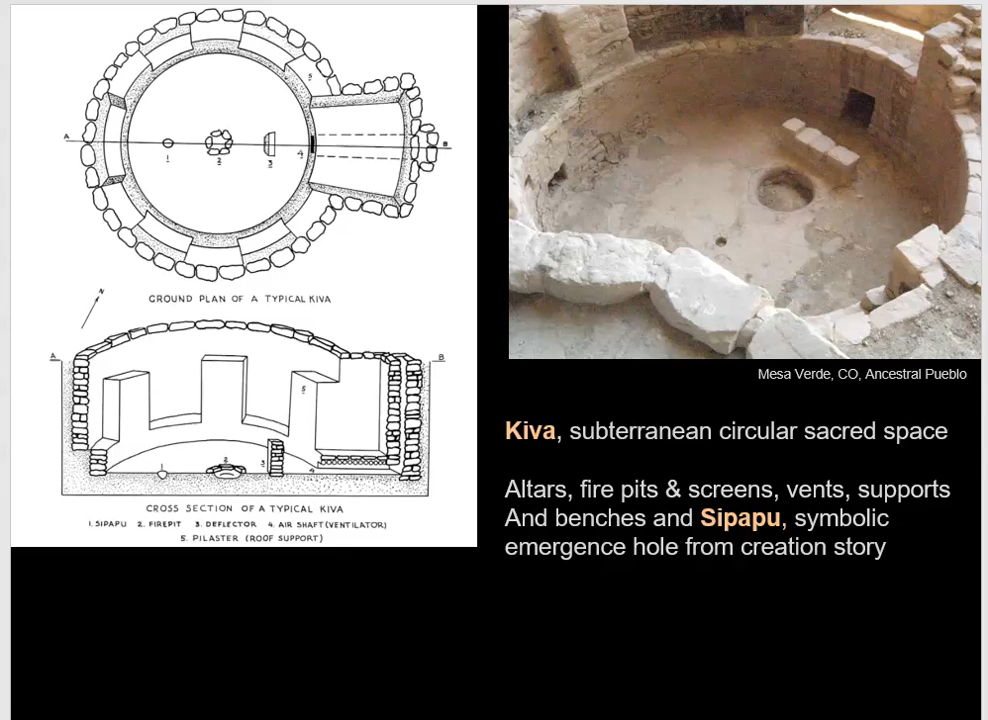 A
1
2
3
4
5
B
GROUND PLAN OF A TYPICAL KIVA
N
A
B
1
2
3
4
5
CROSS SECTION OF A TYPICAL KIVA
1. SIPAPU 2. FIREPIT 3. DEFLECTOR 4. AIR SHAFT (VENTILATOR)
5. PILASTER (ROOF SUPPORT)
Mesa Verde, CO, Ancestral Pueblo
Kiva, subterranean circular sacred space
Altars, fire pits & screens, vents, supports
And benches and Sipapu, symbolic
emergence hole from creation story